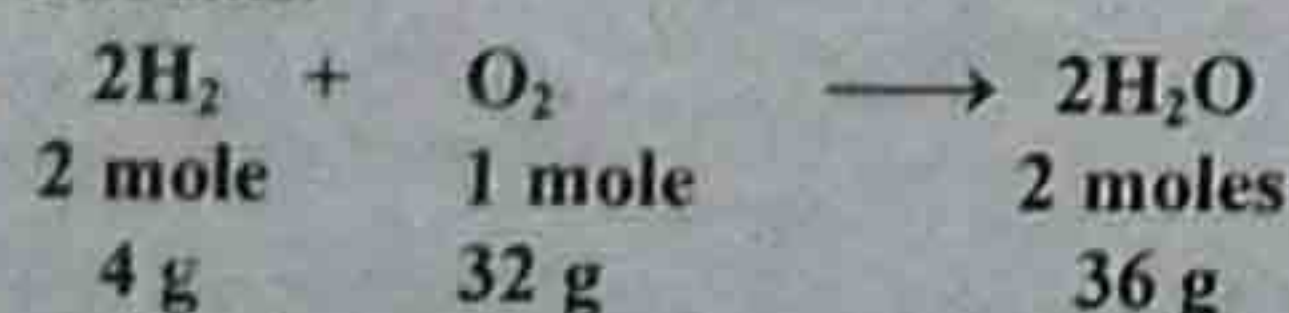 2H₂ + O₂ ⟶ 2H₂O
2 mole 1 mole 2 moles
4 g 32 g 36 g